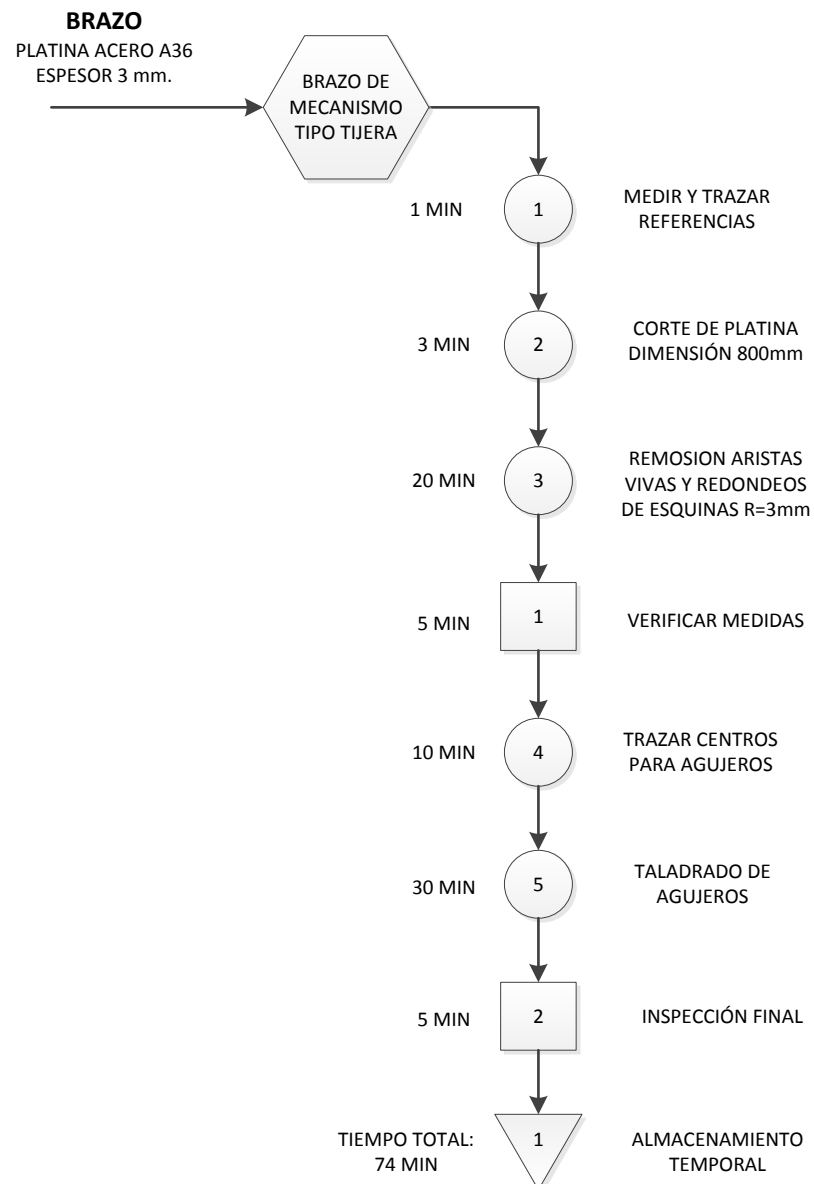 BRAZO
PLATINA ACERO A36
ESPESOR 3 mm.
BRAZO DE
MECANISMO
TIPO TIJERA
1 MIN
1
MEDIR Y TRAZAR
REFERENCIAS
3 MIN
2
CORTE DE PLATINA
DIMENSIÓN 800mm
20 MIN
3
REMOSION ARISTAS
VIVAS Y REDONDEOS
DE ESQUINAS R=3mm
5 MIN
1
VERIFICAR MEDIDAS
10 MIN
4
TRAZAR CENTROS
PARA AGUJEROS
30 MIN
5
TALADRADO DE
AGUJEROS
5 MIN
2
INSPECCIÓN FINAL
TIEMPO TOTAL:
74 MIN
1
ALMACENAMIENTO
TEMPORAL